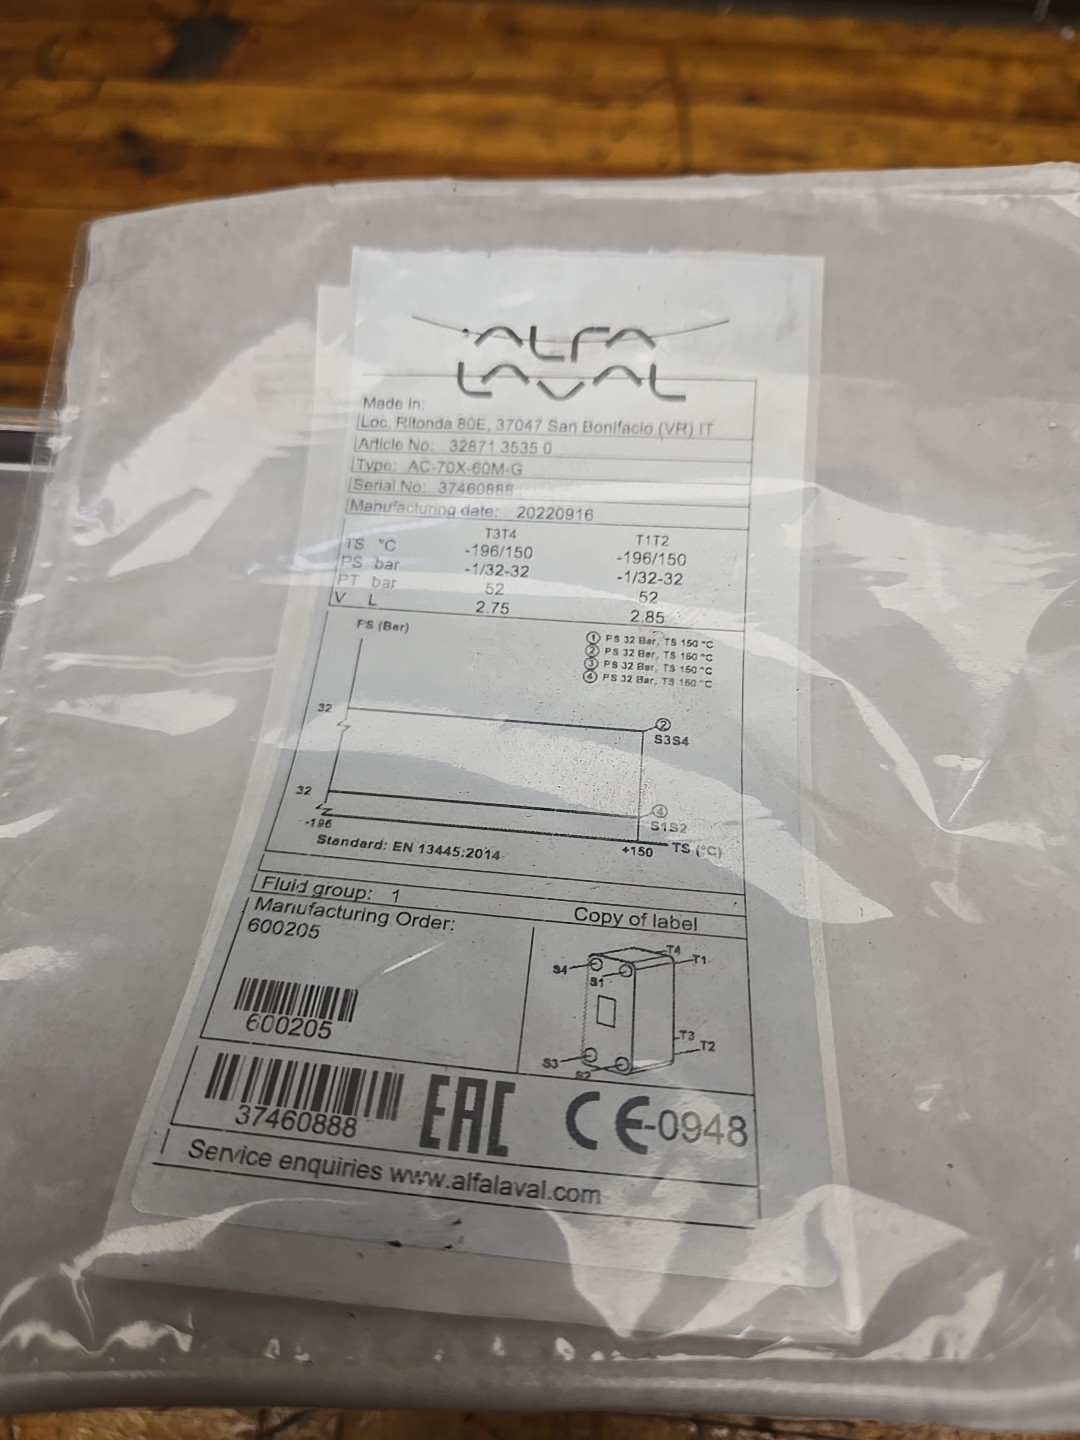 ALFA
LAVAL
Made in:
Loc. Ritonda 80E, 37047 San Bonifacio (VR) IT
Article No: 32871 3535 0
Type: AC-70X-60M-G
Serial No: 37460888
Manufacturing date: 20220916
T3T4 T1T2
TS °C -196/150 -196/150
PS bar -1/32-32 -1/32-32
PT bar 52 52
V L 2.75 2.85
PS (Bar)
① PS 32 Bar, TS 150 °C
② PS 32 Bar, TS 150 °C
③ PS 32 Bar, TS 150 °C
④ PS 32 Bar, TS 150 °C
32
②
S3S4
32
④
S1S2
-196
+150 TS (°C)
Standard: EN 13445:2014
Fluid group: 1
Manufacturing Order:
600205
Copy of label
T4
T1
S4
S1
T3
T2
S3
S2
600205
37460888
EAC CE-0948
Service enquiries www.alfalaval.com